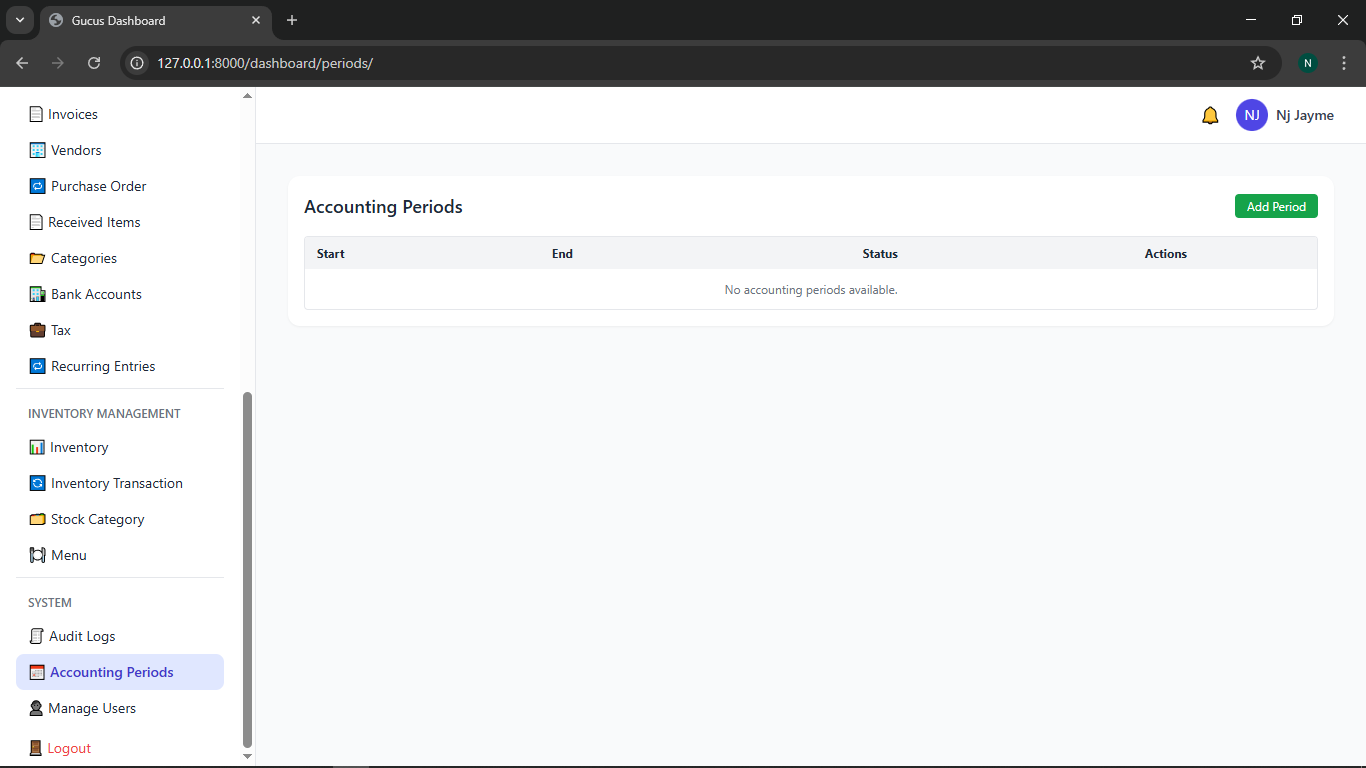 Gucus Dashboard
127.0.0.1:8000/dashboard/periods/
N
Invoices
Vendors
Purchase Order
Received Items
Categories
Bank Accounts
Tax
Recurring Entries
INVENTORY MANAGEMENT
Inventory
Inventory Transaction
Stock Category
Menu
SYSTEM
Audit Logs
Accounting Periods
Manage Users
Logout
NJ Nj Jayme
Accounting Periods Add Period
Start End Status Actions
No accounting periods available.